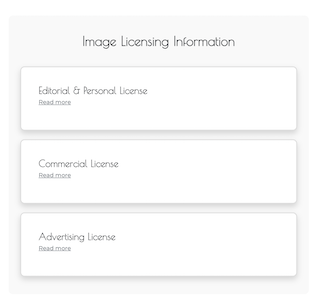 Image Licensing Information
Editorial & Personal License
Read more
Commercial License
Read more
Advertising License
Read more